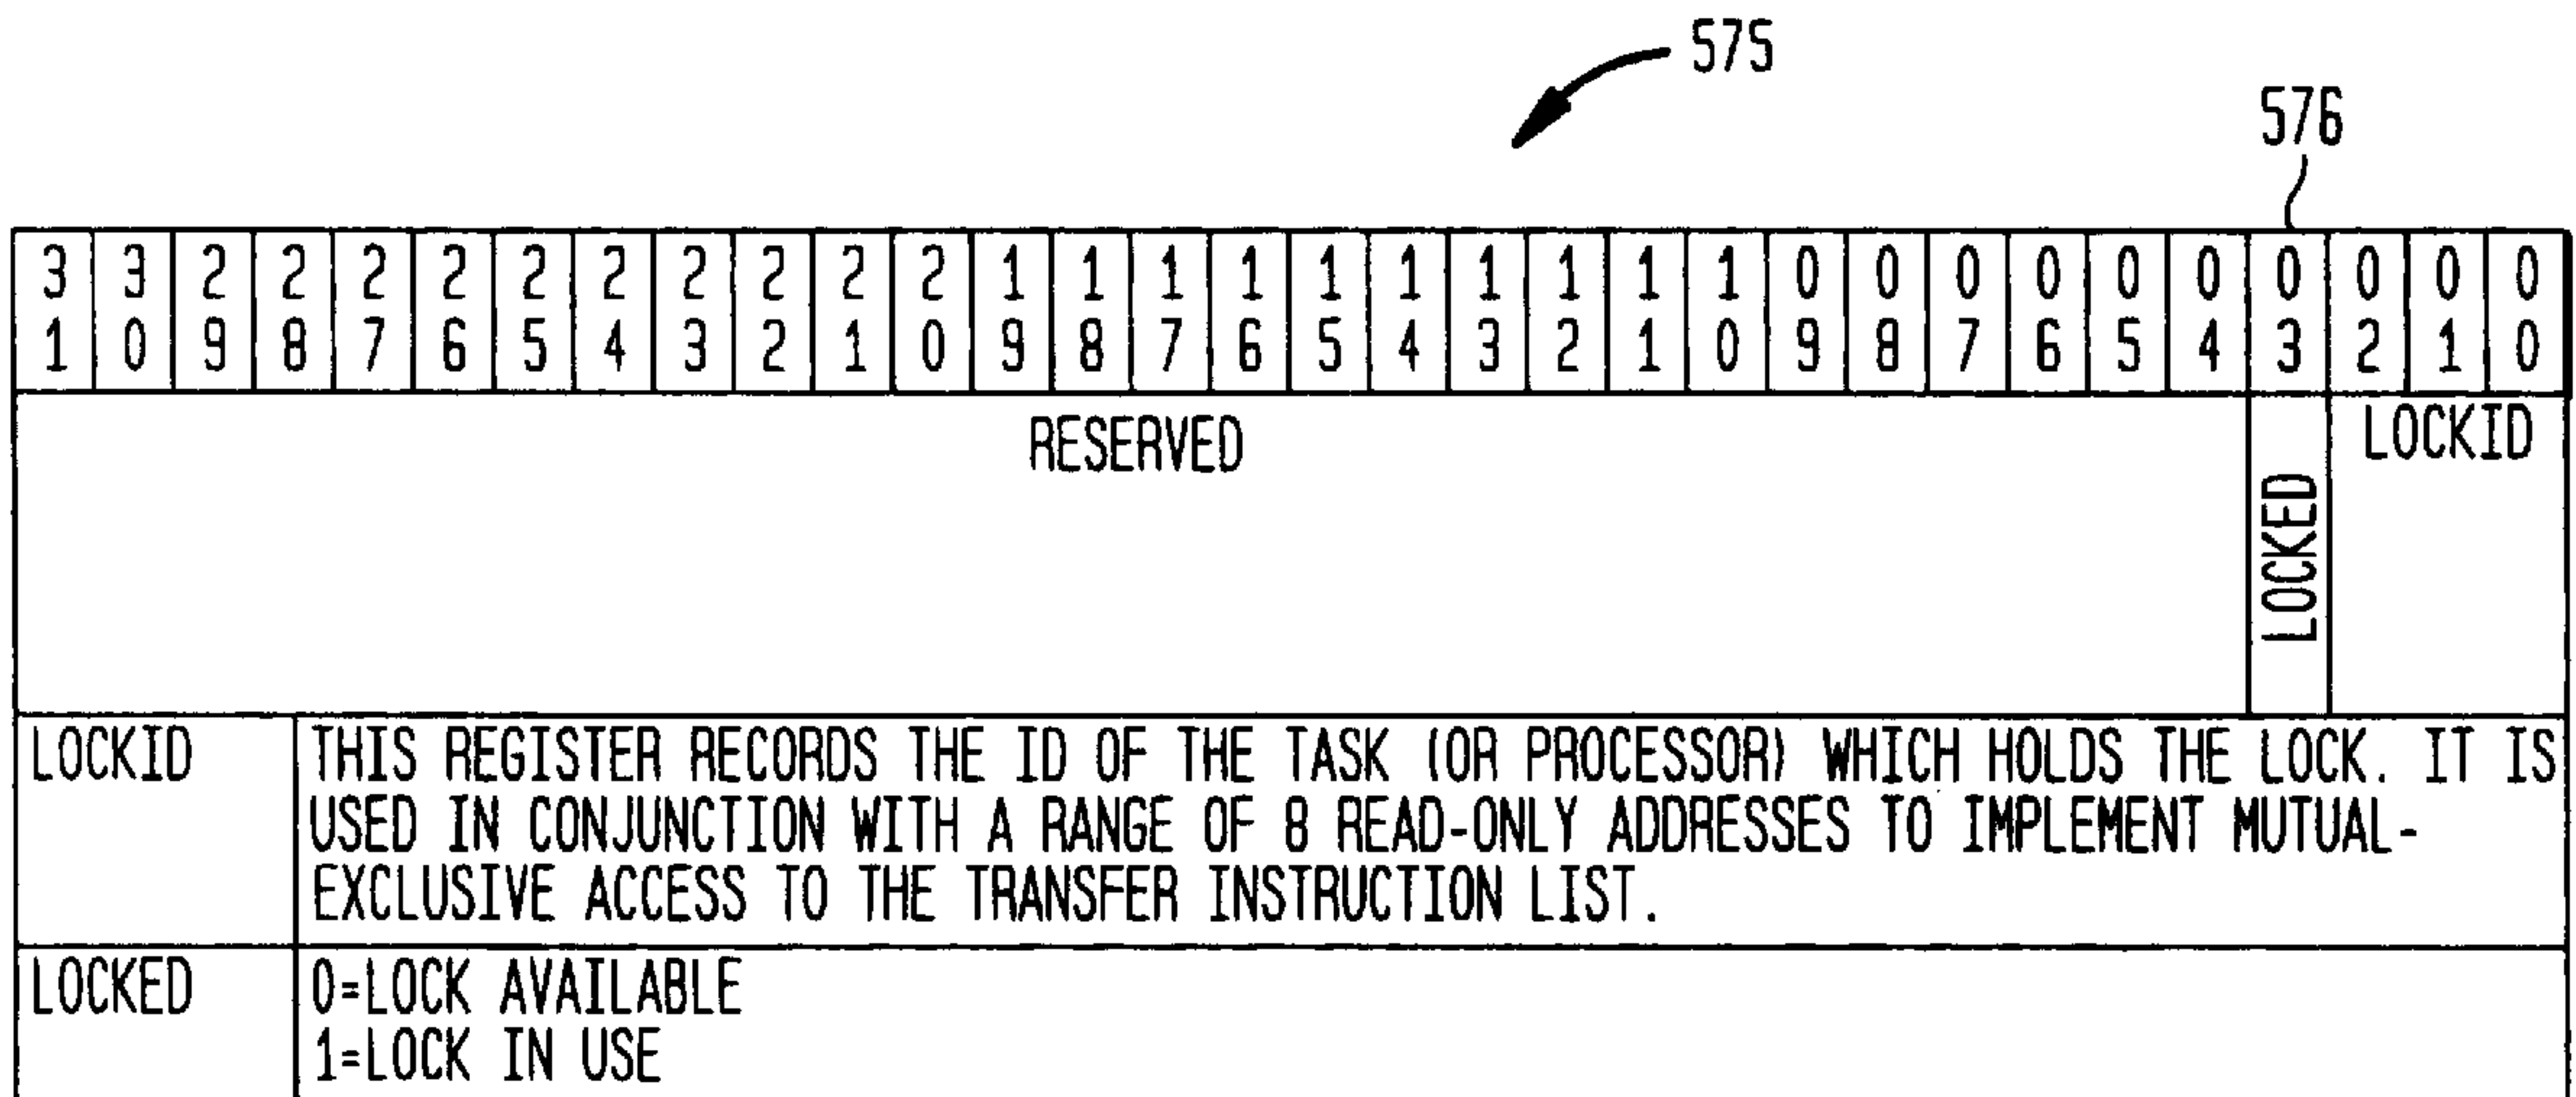 575
576
3 3 2 2 2 2 2 2 2 2 2 2 1 1 1 1 1 1 1 1 1 1 0 0 0 0 0 0 0 0 0 0
1 0 9 8 7 6 5 4 3 2 1 0 9 8 7 6 5 4 3 2 1 0 9 8 7 6 5 4 3 2 1 0
RESERVED
LOCKED
LOCKID
LOCKID
THIS REGISTER RECORDS THE ID OF THE TASK (OR PROCESSOR) WHICH HOLDS THE LOCK. IT IS
USED IN CONJUNCTION WITH A RANGE OF 8 READ-ONLY ADDRESSES TO IMPLEMENT MUTUAL-
EXCLUSIVE ACCESS TO THE TRANSFER INSTRUCTION LIST.
LOCKED
0=LOCK AVAILABLE
1=LOCK IN USE